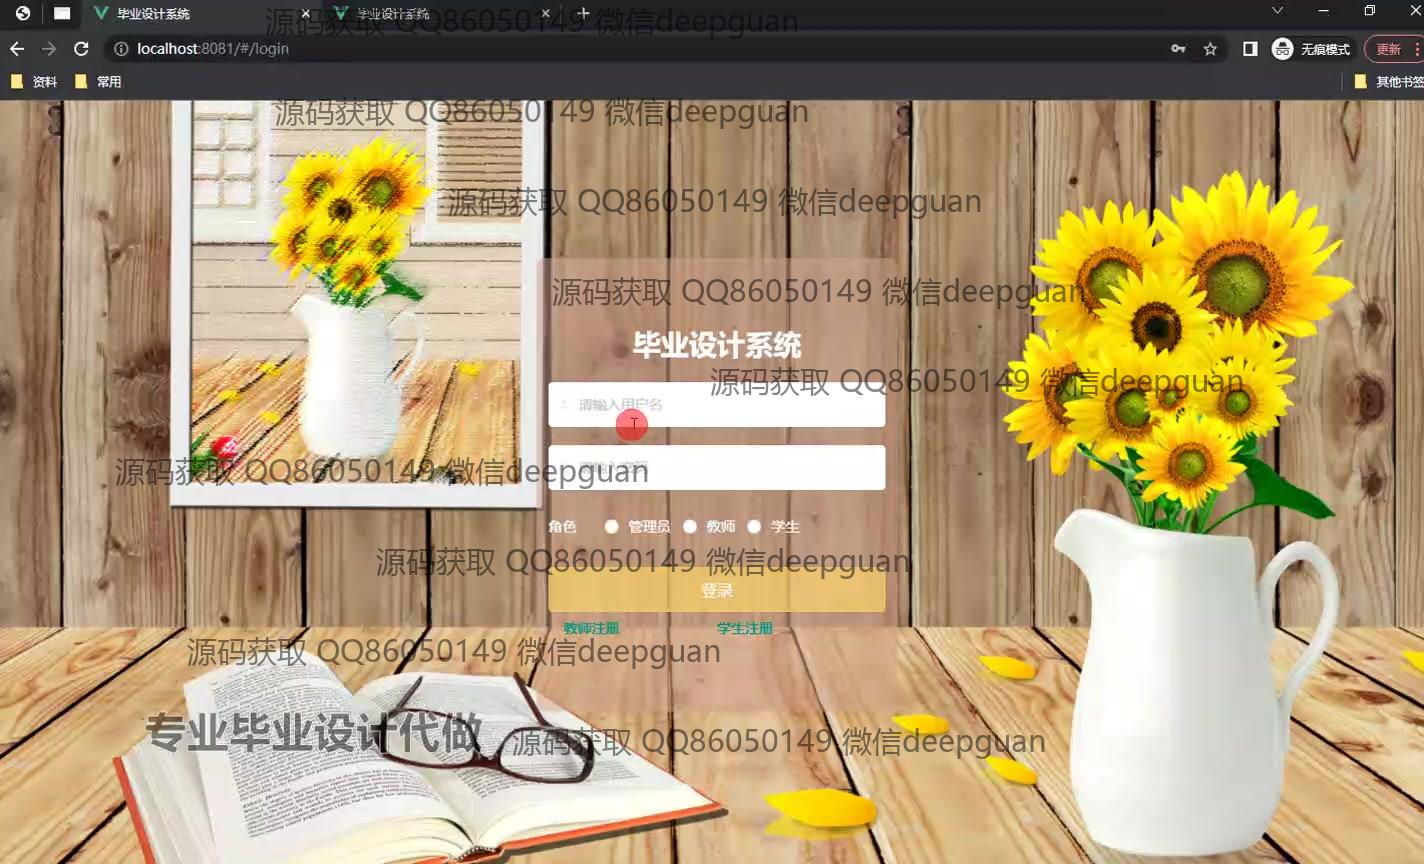 毕业设计系统
毕业设计系统
源码获取 QQ86050149 微信deepguan
localhost:8081/#/login
无痕模式
更新
资料
常用
其他书签
源码获取 QQ86050149 微信deepguan
源码获取 QQ86050149 微信deepguan
源码获取 QQ86050149 微信deepguan
毕业设计系统
源码获取 QQ86050149 微信deepguan
请输入用户名
源码获取 QQ86050149 微信deepguan
角色 管理员 教师 学生
源码获取 QQ86050149 微信deepguan
登录
教师注册 学生注册
源码获取 QQ86050149 微信deepguan
专业毕业设计代做
源码获取 QQ86050149 微信deepguan